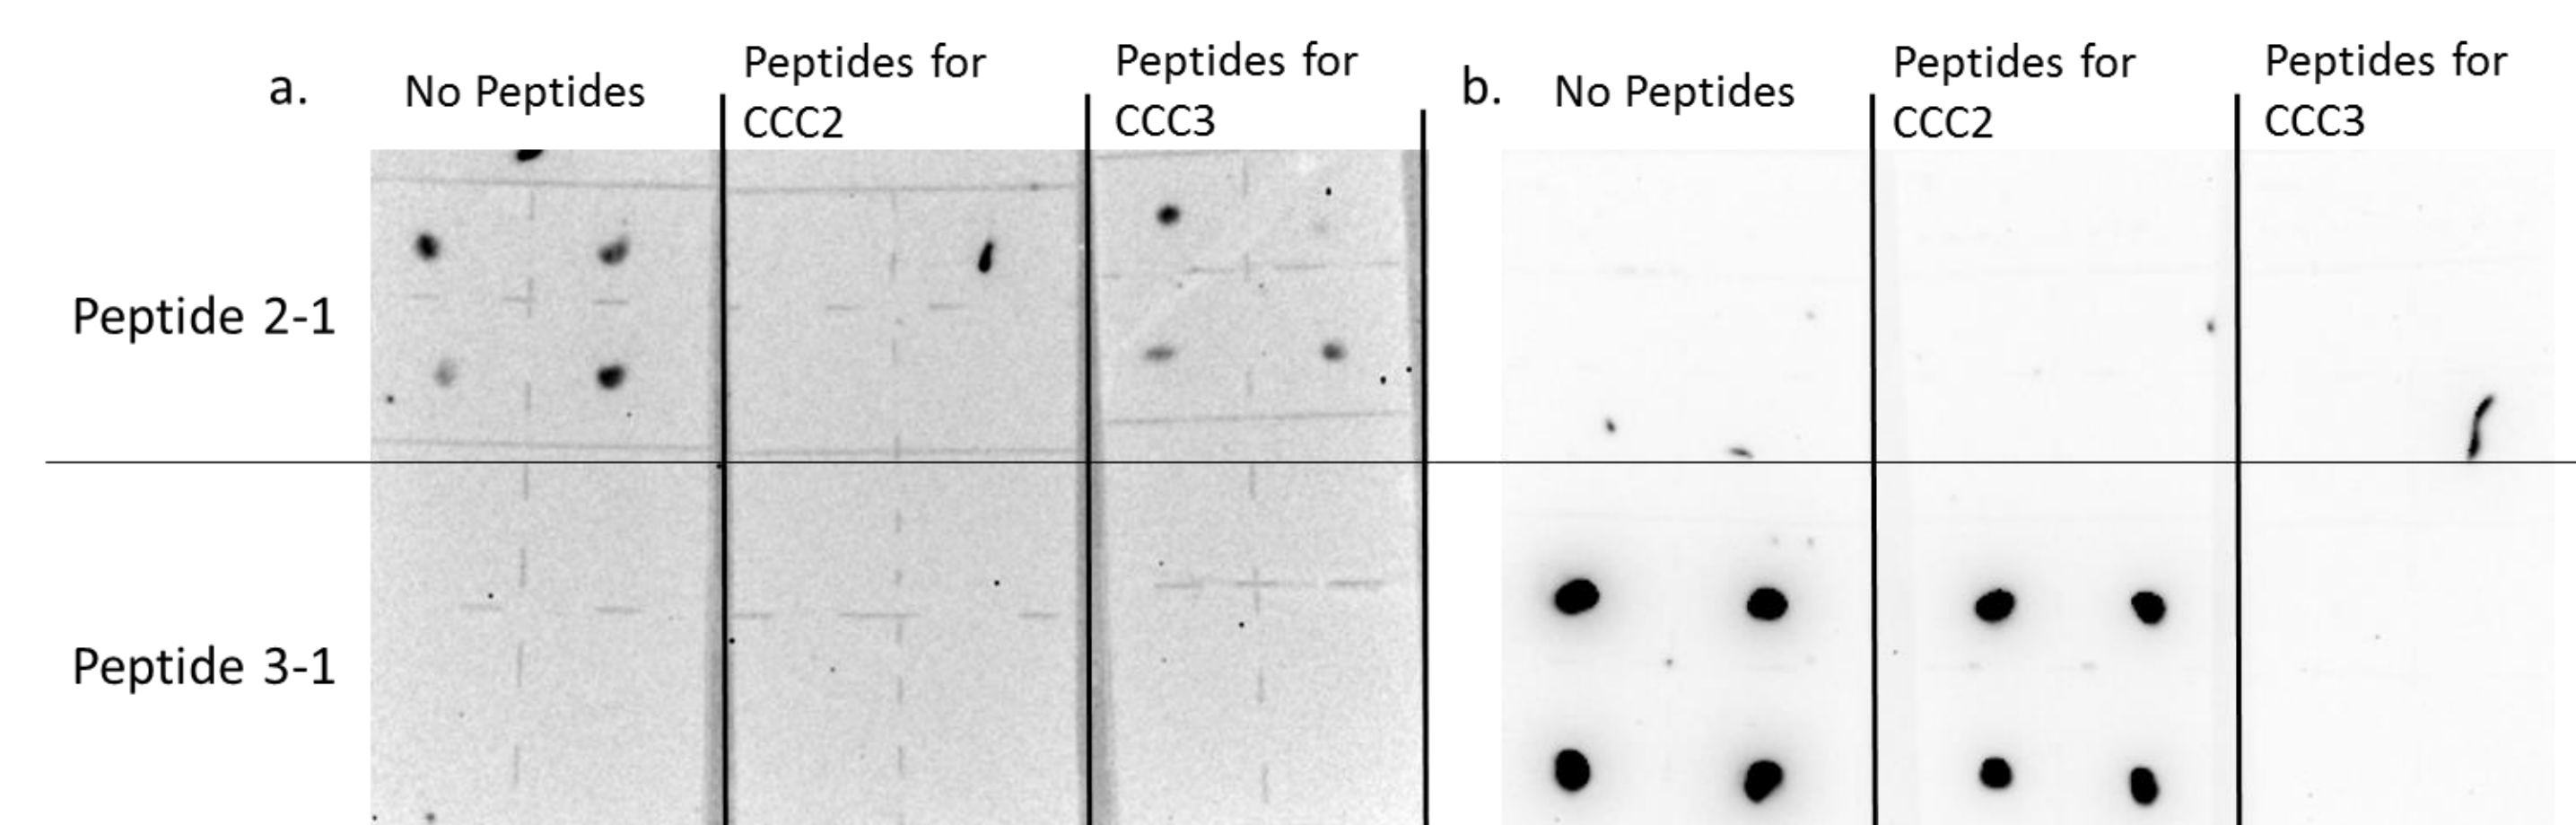 a.
No Peptides
Peptides for
CCC2
Peptides for
CCC3
b.
No Peptides
Peptides for
CCC2
Peptides for
CCC3
Peptide 2-1
Peptide 3-1